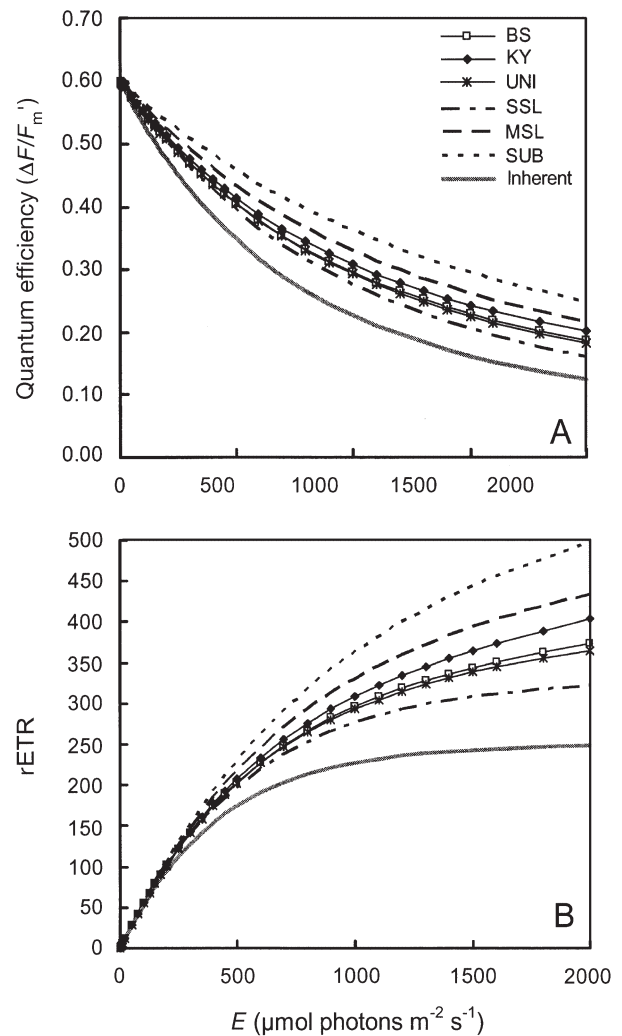 0.70
0.60
0.50
0.40
0.30
0.20
0.10
0.00
Quantum efficiency (ΔF/Fm')
BS
KY
UNI
SSL
MSL
SUB
Inherent
A
0 500 1000 1500 2000
500
450
400
350
300
250
200
150
100
50
0
rETR
B
0 500 1000 1500 2000
E (µmol photons m-2 s-1)